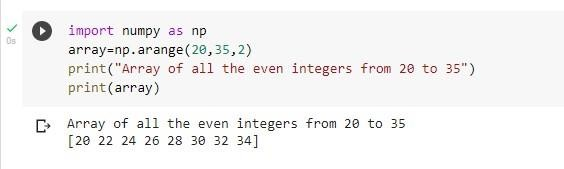 import numpy as np
array=np.arange(20,35,2)
print("Array of all the even integers from 20 to 35")
print(array)
0s
Array of all the even integers from 20 to 35
[20 22 24 26 28 30 32 34]